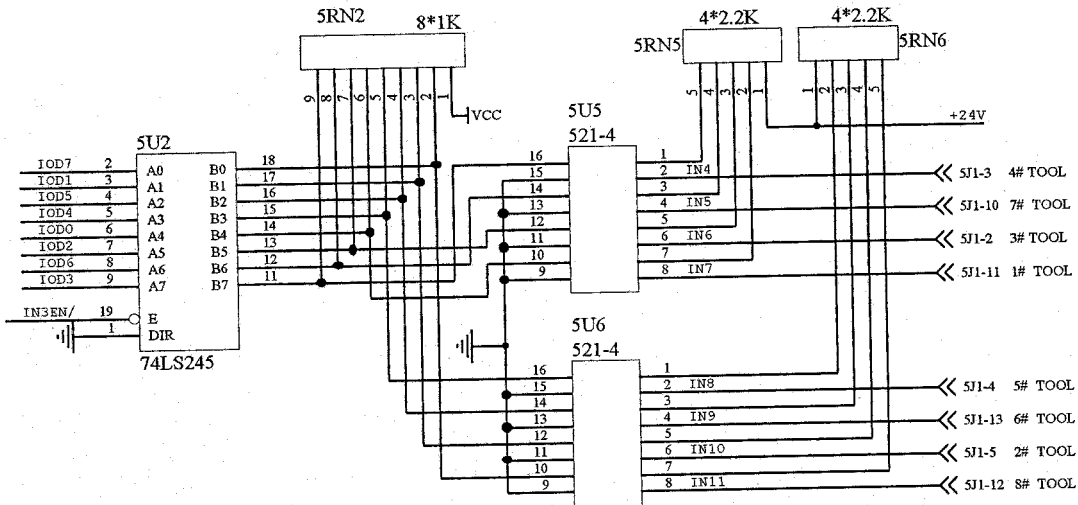 5RN2 8*1K
4*2.2K 4*2.2K
5RN5 5RN6
9 8 7 6 5 4 3 2 1
VCC
5 4 3 2 1
1 2 3 4 5
+24V
5U2
5U5
521-4
IOD7 2 A0 B0 18
IOD1 3 A1 B1 17
IOD5 4 A2 B2 16
IOD4 5 A3 B3 15
IOD0 6 A4 B4 14
IOD2 7 A5 B5 13
IOD6 8 A6 B6 12
IOD3 9 A7 B7 11
IN3EN/ 19 E
1 DIR
74LS245
16 1
15 2 IN4 5J1-3 4# TOOL
14 3
13 4 IN5 5J1-10 7# TOOL
12 5
11 6 IN6 5J1-2 3# TOOL
10 7
9 8 IN7 5J1-11 1# TOOL
5U6
521-4
16 1
15 2 IN8 5J1-4 5# TOOL
14 3
13 4 IN9 5J1-13 6# TOOL
12 5
11 6 IN10 5J1-5 2# TOOL
10 7
9 8 IN11 5J1-12 8# TOOL